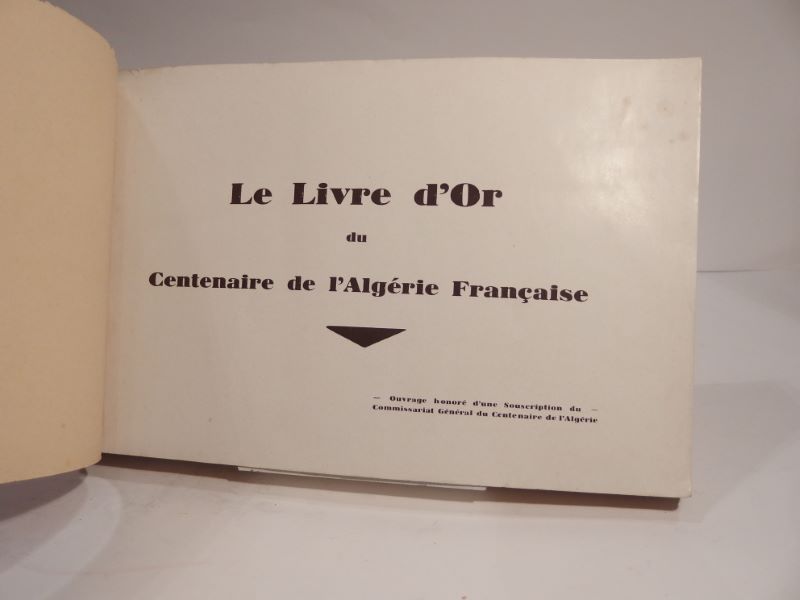 Le Livre d'Or
du
Centenaire de l'Algérie Française
— Ouvrage honoré d'une Souscription du —
Commissariat Général du Centenaire de l'Algérie